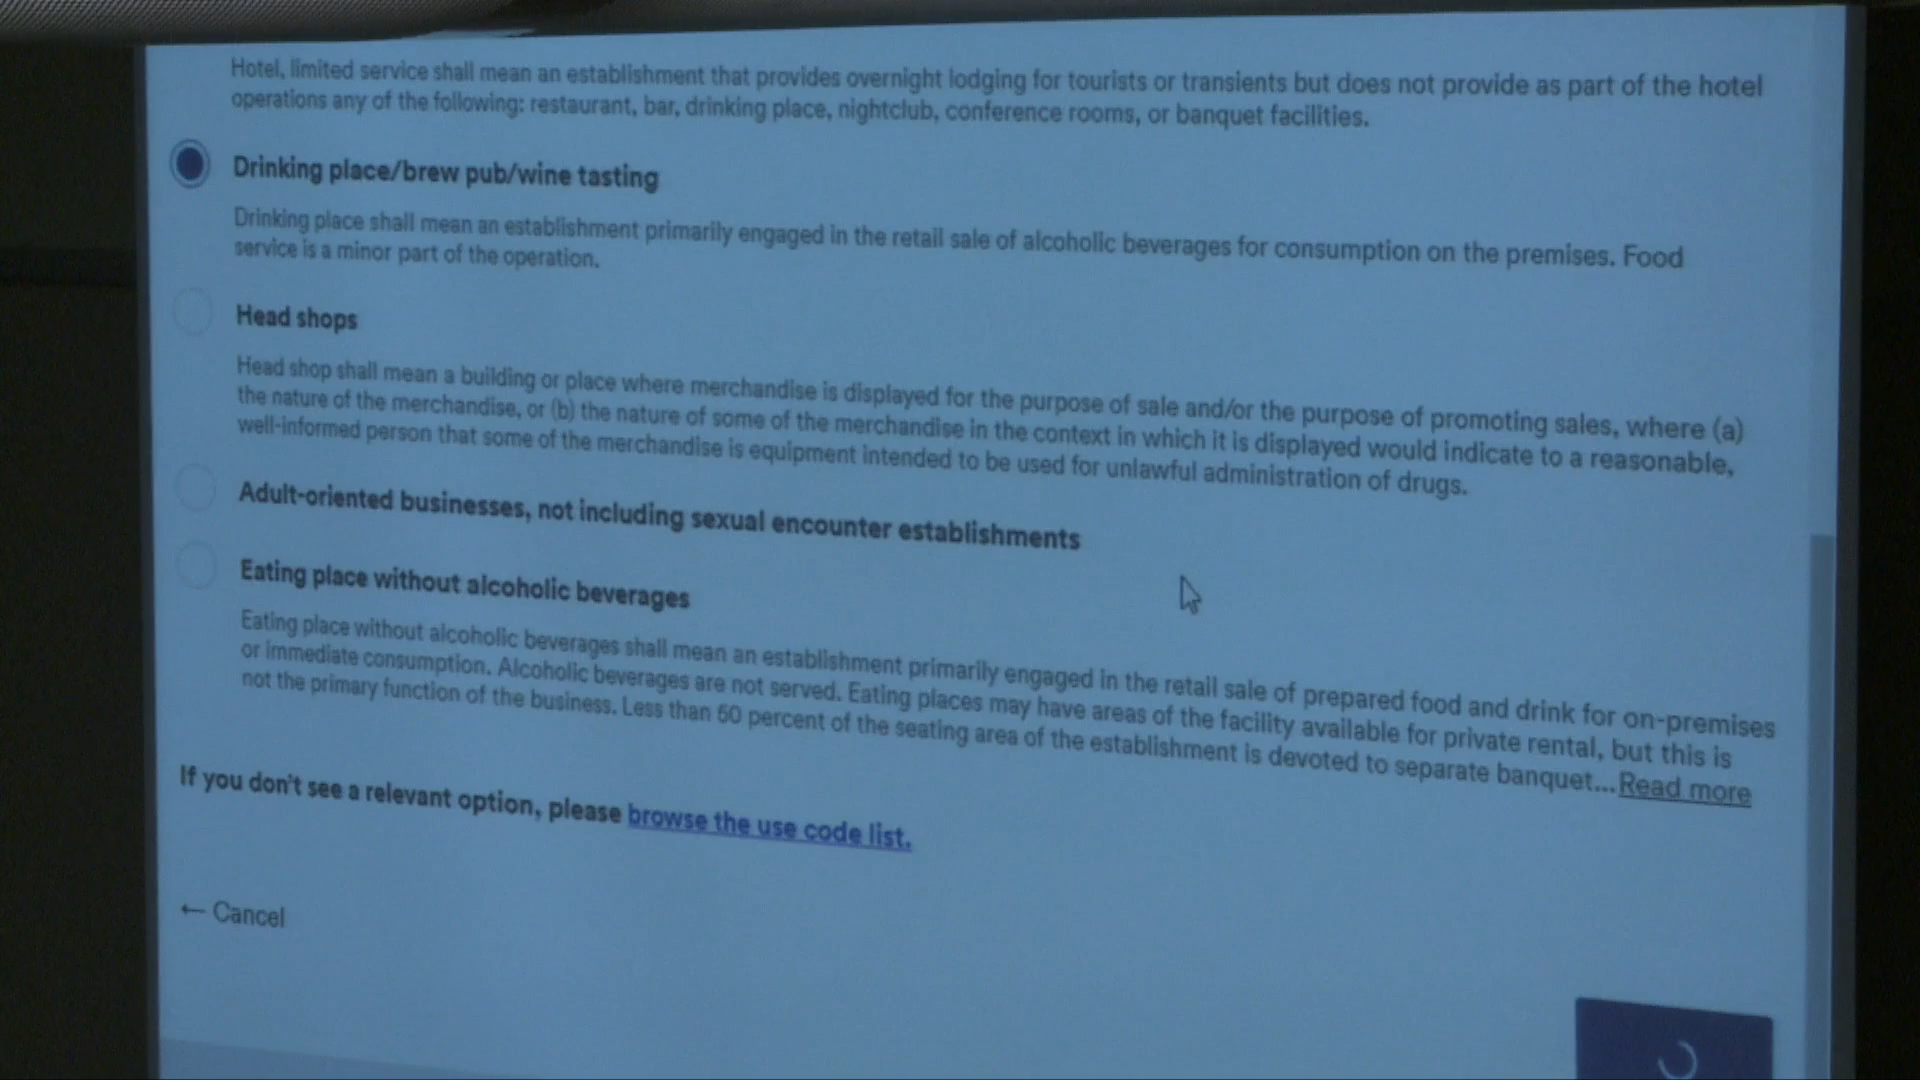 Hotel, limited service shall mean an establishment that provides overnight lodging for tourists or transients but does not provide as part of the hotel
operations any of the following: restaurant, bar, drinking place, nightclub, conference rooms, or banquet facilities.
Drinking place/brew pub/wine tasting
Drinking place shall mean an establishment primarily engaged in the retail sale of alcoholic beverages for consumption on the premises. Food
service is a minor part of the operation.
Head shops
Head shop shall mean a building or place where merchandise is displayed for the purpose of sale and/or the purpose of promoting sales, where (a)
the nature of the merchandise, or (b) the nature of some of the merchandise in the context in which it is displayed would indicate to a reasonable,
well-informed person that some of the merchandise is equipment intended to be used for unlawful administration of drugs.
Adult-oriented businesses, not including sexual encounter establishments
Eating place without alcoholic beverages
Eating place without alcoholic beverages shall mean an establishment primarily engaged in the retail sale of prepared food and drink for on-premises
or immediate consumption. Alcoholic beverages are not served. Eating places may have areas of the facility available for private rental, but this is
not the primary function of the business. Less than 50 percent of the seating area of the establishment is devoted to separate banquet...Read more
If you don't see a relevant option, please browse the use code list.
← Cancel